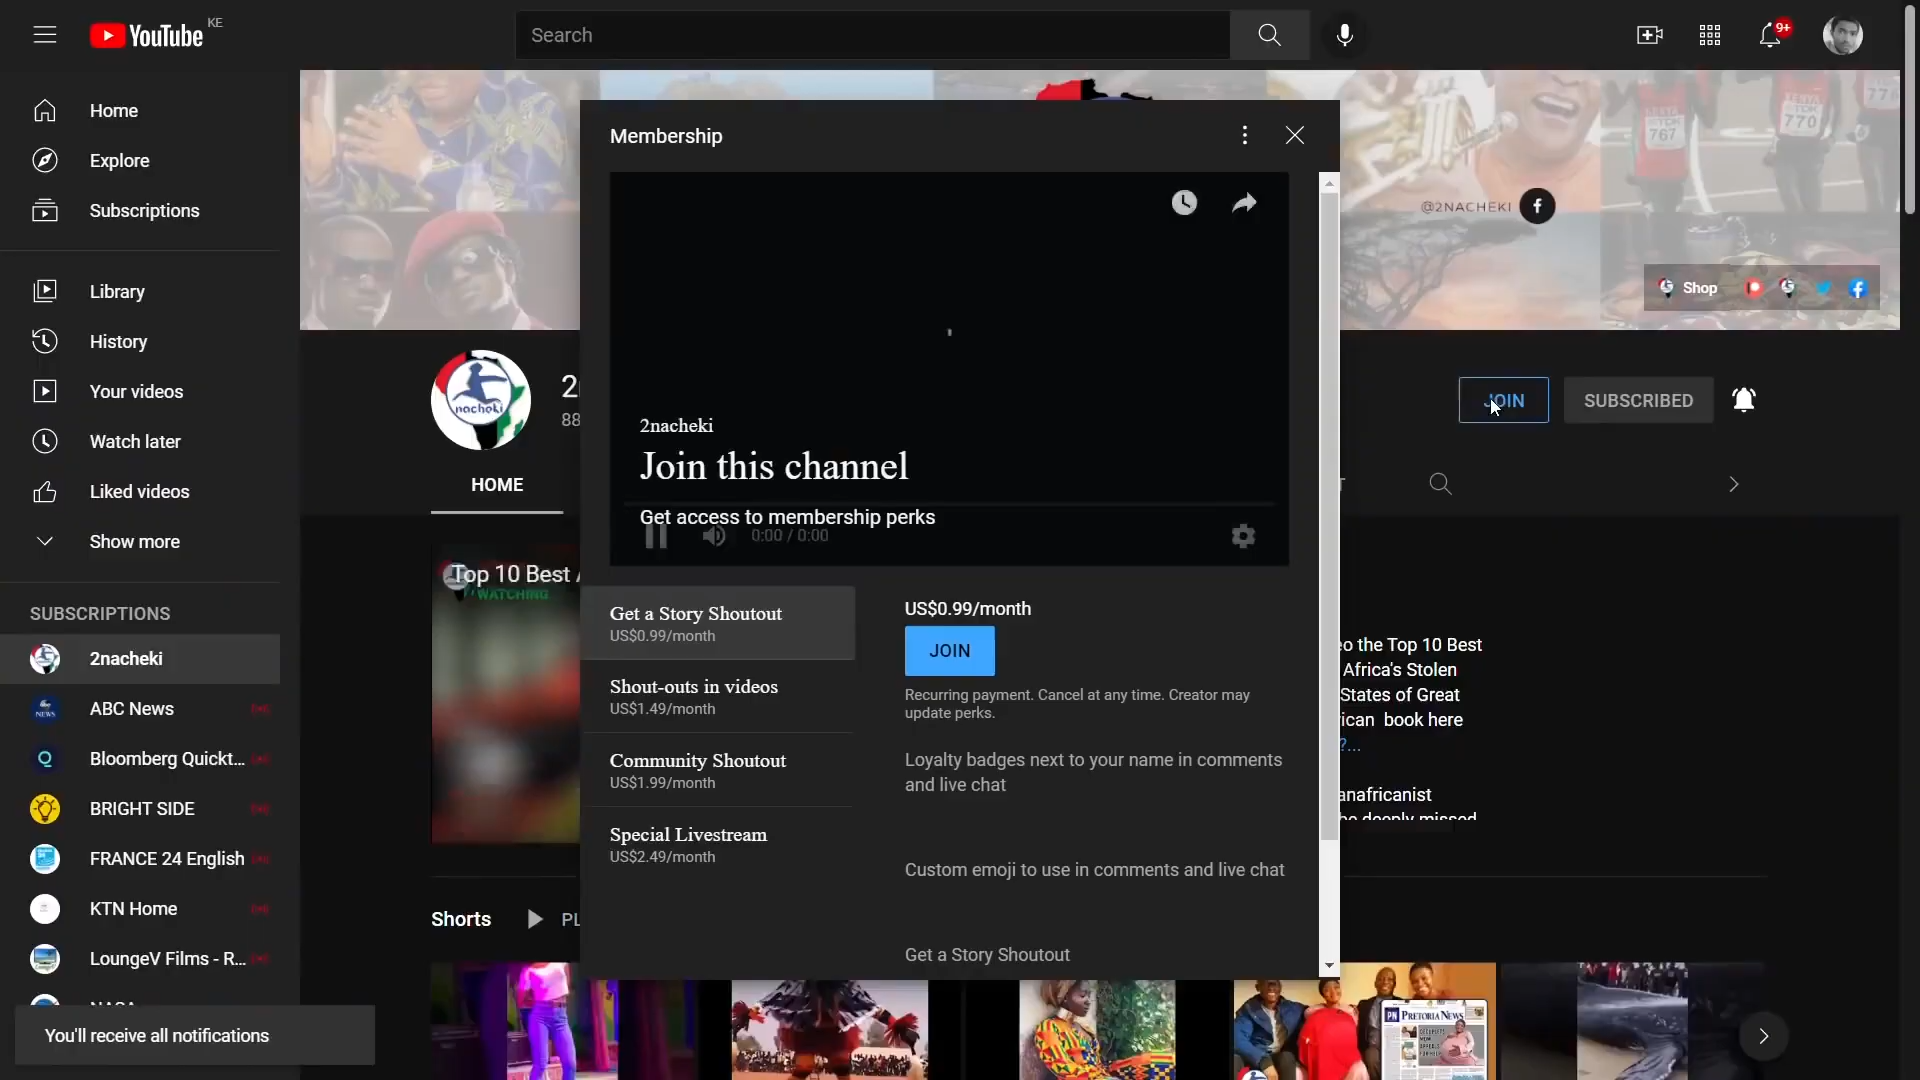 YouTube KE
Search
9+
Home
Explore
Subscriptions
Library
History
Your videos
Watch later
Liked videos
Show more
SUBSCRIPTIONS
2nacheki
ABC News
Bloomberg Quickt...
BRIGHT SIDE
FRANCE 24 English
KTN Home
LoungeV Films - R...
You'll receive all notifications
767
770
@2NACHEKI
Shop
nacheki
HOME
JOIN
SUBSCRIBED
Membership
2nacheki
Join this channel
Get access to membership perks
0:00 / 0:00
Get a Story Shoutout
US$0.99/month
Shout-outs in videos
US$1.49/month
Community Shoutout
US$1.99/month
Special Livestream
US$2.49/month
US$0.99/month
JOIN
Recurring payment. Cancel at any time. Creator may
update perks.
Loyalty badges next to your name in comments
and live chat
Custom emoji to use in comments and live chat
Get a Story Shoutout
Top 10 Best
WATCHING
the Top 10 Best
Africa's Stolen
States of Great
book here
?...
Shorts
PRETORIA NEWS